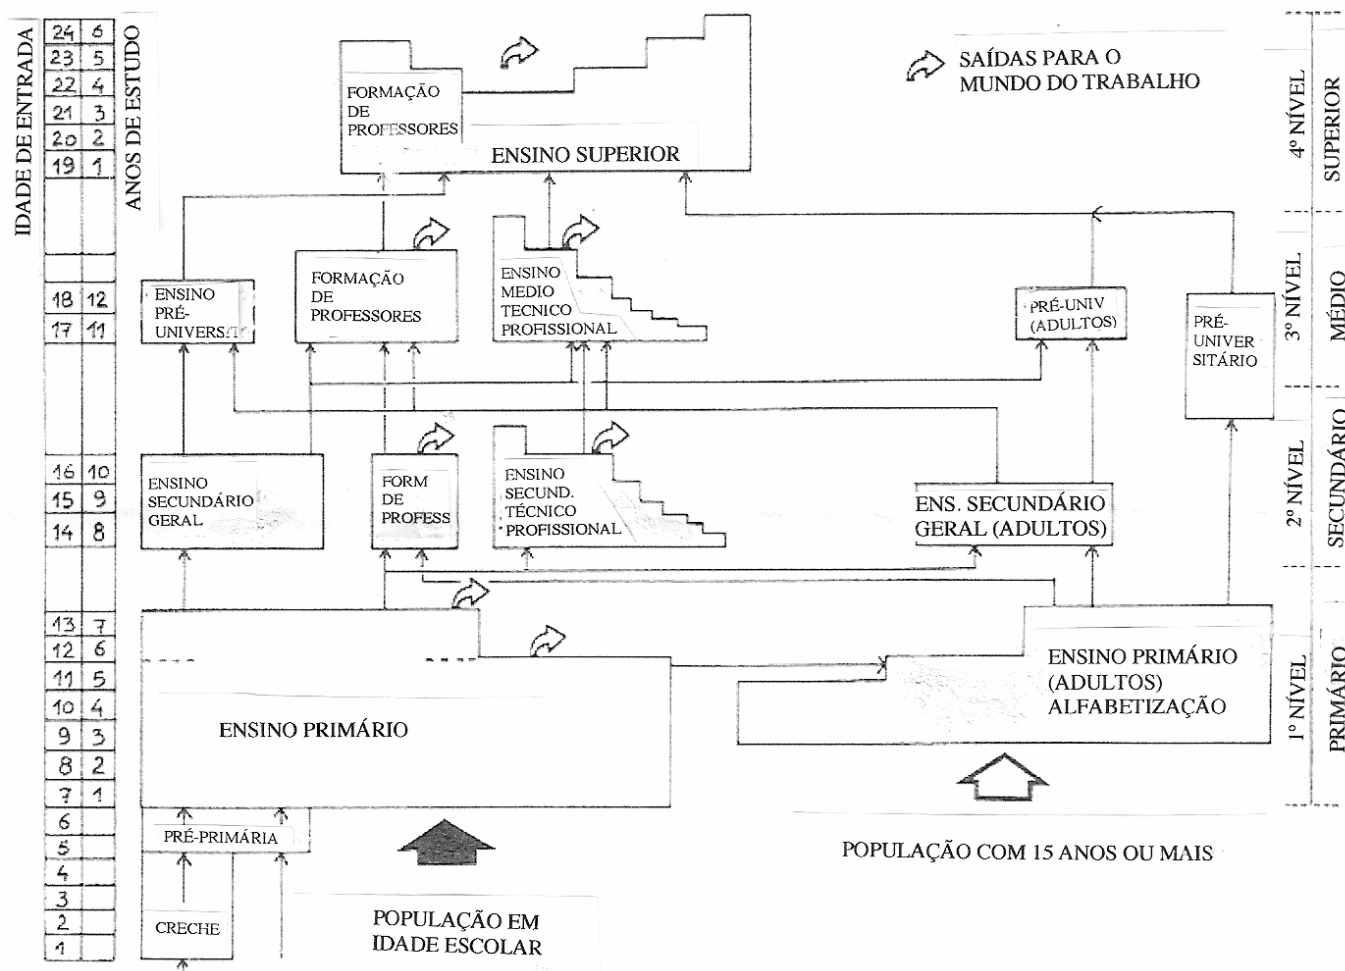 IDADE DE ENTRADA
ANOS DE ESTUDO
24 6
23 5
22 4
21 3
20 2
19 1
18 12
17 11
16 10
15 9
14 8
13 7
12 6
11 5
10 4
9 3
8 2
7 1
6
5
4
3
2
1
SAÍDAS PARA O
MUNDO DO TRABALHO
FORMAÇÃO
DE
PROFESSORES
ENSINO SUPERIOR
4º NÍVEL
SUPERIOR
ENSINO
PRÉ-
UNIVERSIT
FORMAÇÃO
DE
PROFESSORES
ENSINO
MEDIO
TECNICO
PROFISSIONAL
PRÉ-UNIV
(ADULTOS)
PRÉ-
UNIVER
SITÁRIO
3º NÍVEL
MÉDIO
ENSINO
SECUNDÁRIO
GERAL
FORM
DE
PROFESS
ENSINO
SECUND.
TÉCNICO
PROFISSIONAL
ENS. SECUNDÁRIO
GERAL (ADULTOS)
2º NÍVEL
SECUNDÁRIO
ENSINO PRIMÁRIO
ENSINO PRIMÁRIO
(ADULTOS)
ALFABETIZAÇÃO
1º NÍVEL
PRIMÁRIO
PRÉ-PRIMÁRIA
CRECHE
POPULAÇÃO EM
IDADE ESCOLAR
POPULAÇÃO COM 15 ANOS OU MAIS